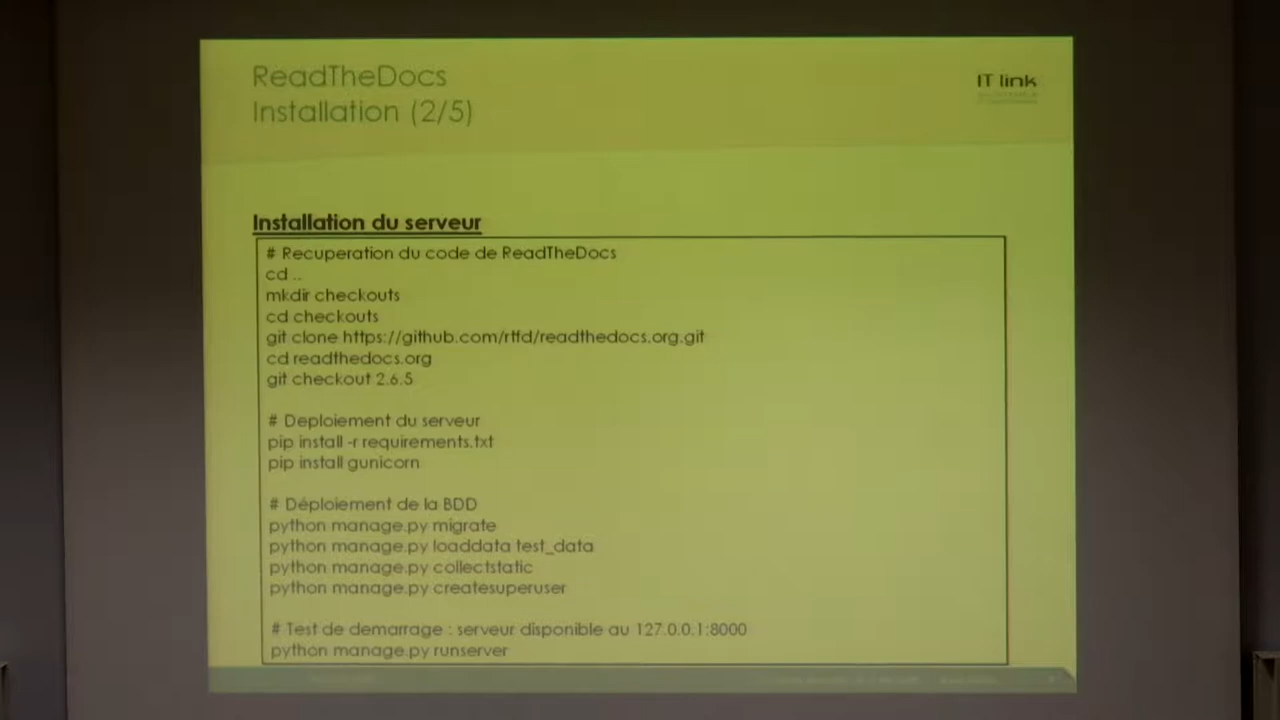 ReadTheDocs
Installation (2/5)
IT link
Installation du serveur
# Recuperation du code de ReadTheDocs
cd ..
mkdir checkouts
cd checkouts
git clone https://github.com/rtfd/readthedocs.org.git
cd readthedocs.org
git checkout 2.6.5
# Deploiement du serveur
pip install -r requirements.txt
pip install gunicorn
# Déploiement de la BDD
python manage.py migrate
python manage.py loaddata test_data
python manage.py collectstatic
python manage.py createsuperuser
# Test de demarrage : serveur disponible au 127.0.0.1:8000
python manage.py runserver